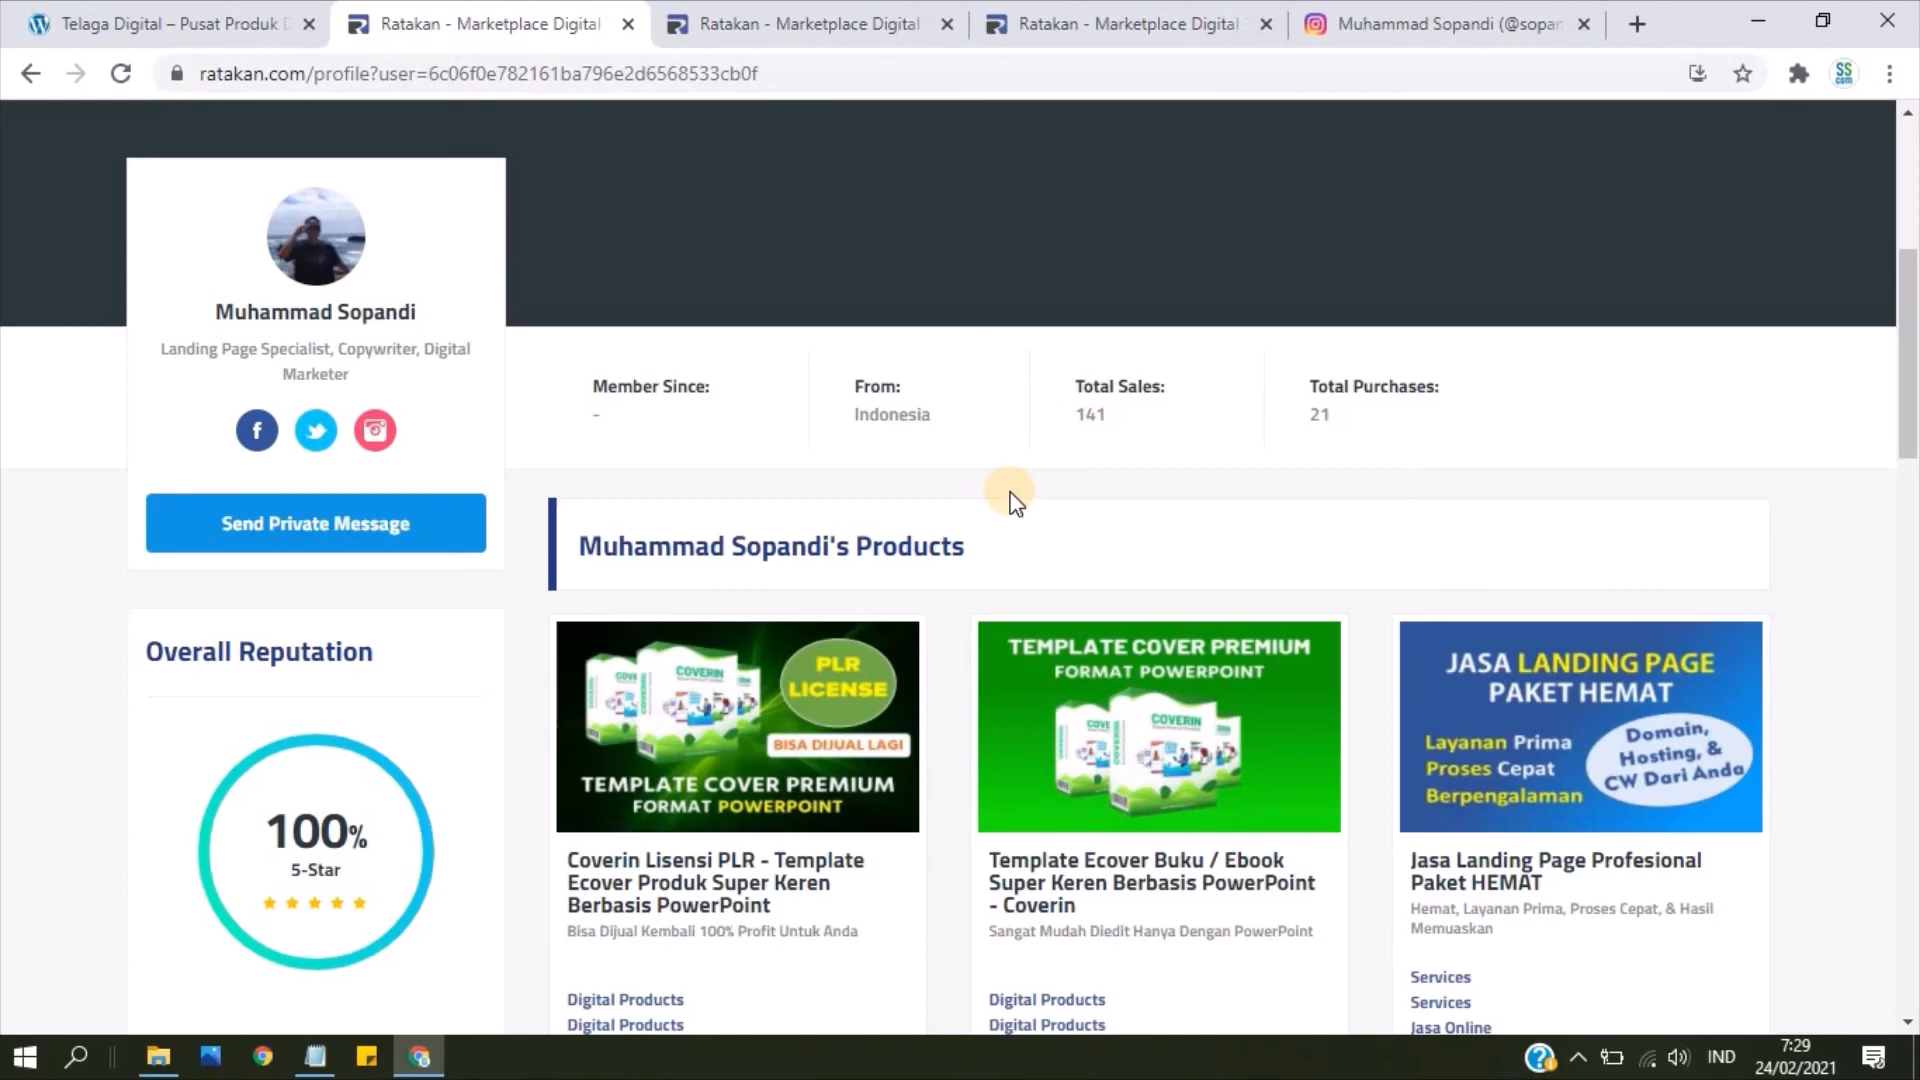 Telaga Digital – Pusat Produk D
Ratakan - Marketplace Digital
Ratakan - Marketplace Digital
Ratakan - Marketplace Digital
Muhammad Sopandi (@sopan
ratakan.com/profile?user=6c06f0e782161ba796e2d6568533cb0f
SS
com
Muhammad Sopandi
Landing Page Specialist, Copywriter, Digital
Marketer
Send Private Message
Member Since:
-
From:
Indonesia
Total Sales:
141
Total Purchases:
21
Muhammad Sopandi's Products
Overall Reputation
100%
5-Star
COVERIN
PLR
LICENSE
BISA DIJUAL LAGI
TEMPLATE COVER PREMIUM
FORMAT POWERPOINT
Coverin Lisensi PLR - Template
Ecover Produk Super Keren
Berbasis PowerPoint
Bisa Dijual Kembali 100% Profit Untuk Anda
Digital Products
Digital Products
TEMPLATE COVER PREMIUM
FORMAT POWERPOINT
COVERIN
Template Ecover Buku / Ebook
Super Keren Berbasis PowerPoint
- Coverin
Sangat Mudah Diedit Hanya Dengan PowerPoint
Digital Products
Digital Products
JASA LANDING PAGE
PAKET HEMAT
Layanan Prima
Proses Cepat
Berpengalaman
Domain,
Hosting, &
CW Dari Anda
Jasa Landing Page Profesional
Paket HEMAT
Hemat, Layanan Prima, Proses Cepat, & Hasil
Memuaskan
Services
Services
Jasa Online
IND
7:29
24/02/2021